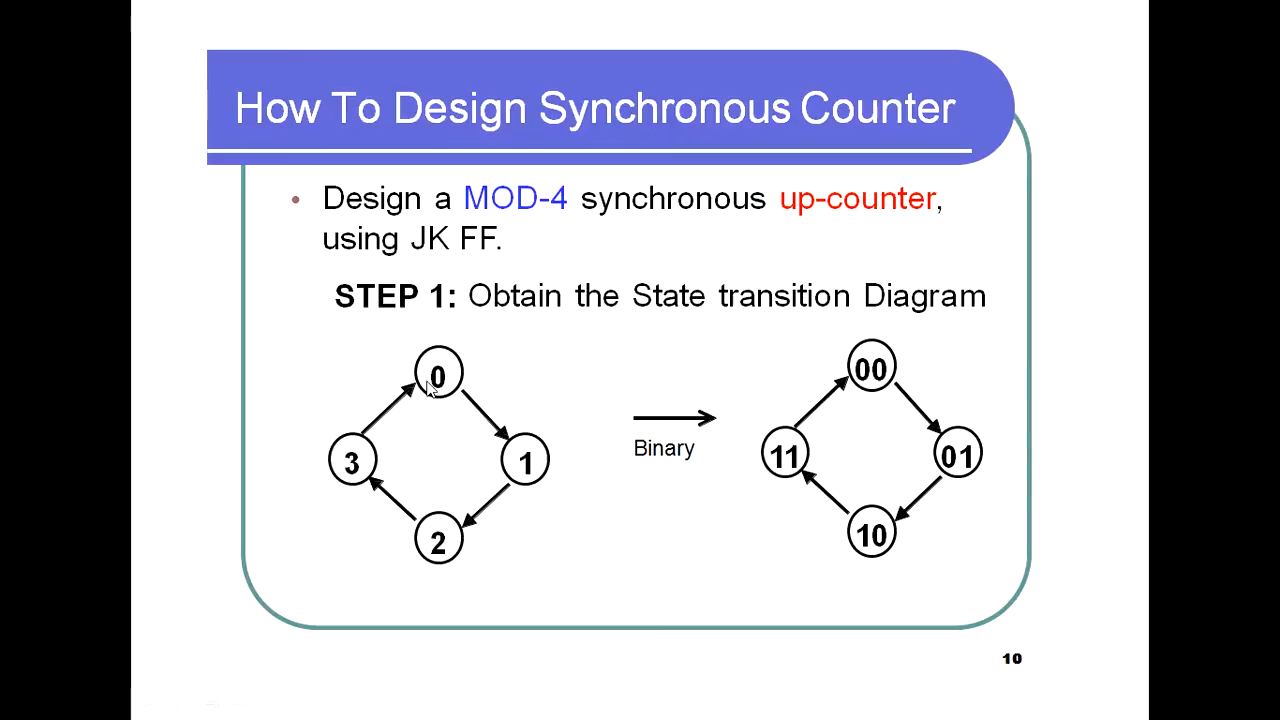 How To Design Synchronous Counter
• Design a MOD-4 synchronous up-counter,
using JK FF.
STEP 1: Obtain the State transition Diagram
0
3
1
2
Binary
00
11
01
10
10